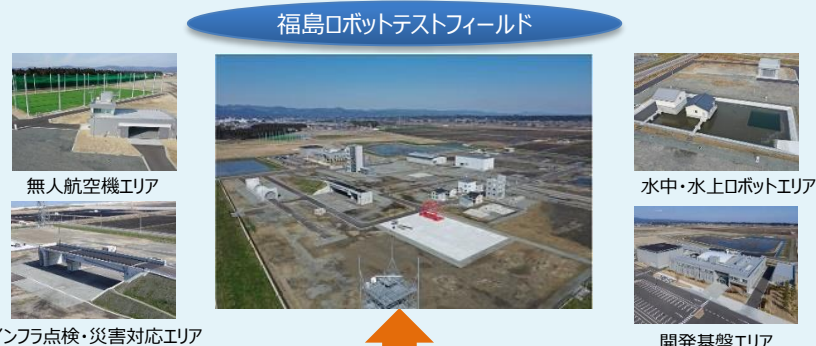 福島ロボットテストフィールド
無人航空機エリア
水中・水上ロボットエリア
インフラ点検・災害対応エリア
開発基盤エリア